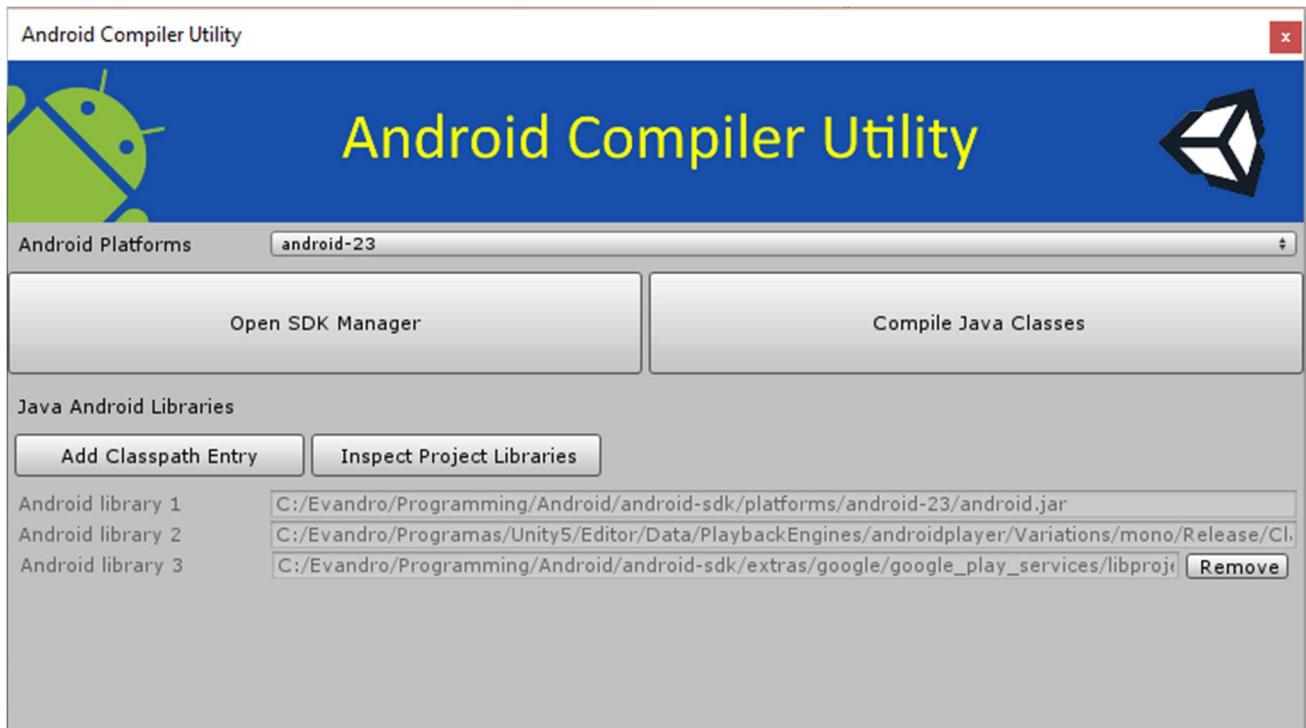 Android Compiler Utility
x
Android Compiler Utility
Android Platforms android-23
Open SDK Manager Compile Java Classes
Java Android Libraries
Add Classpath Entry Inspect Project Libraries
Android library 1 C:/Evandro/Programming/Android/android-sdk/platforms/android-23/android.jar
Android library 2 C:/Evandro/Programas/Unity5/Editor/Data/PlaybackEngines/androidplayer/Variations/mono/Release/Cl
Android library 3 C:/Evandro/Programming/Android/android-sdk/extras/google/google_play_services/libproje Remove